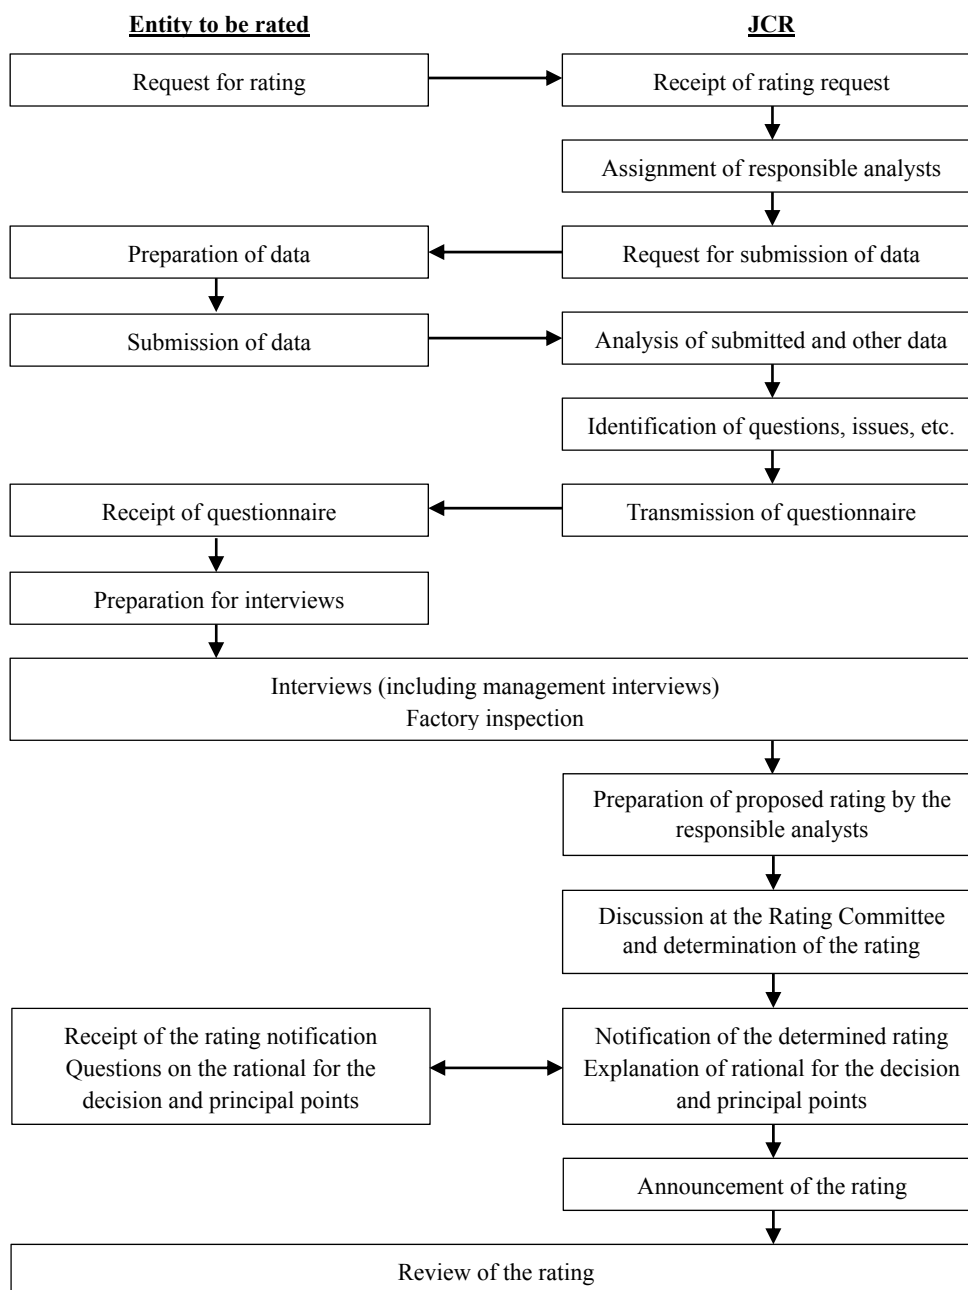 Entity to be rated
JCR
Request for rating
Receipt of rating request
Assignment of responsible analysts
Preparation of data
Request for submission of data
Submission of data
Analysis of submitted and other data
Identification of questions, issues, etc.
Receipt of questionnaire
Transmission of questionnaire
Preparation for interviews
Interviews (including management interviews)
Factory inspection
Preparation of proposed rating by the
responsible analysts
Discussion at the Rating Committee
and determination of the rating
Receipt of the rating notification
Questions on the rational for the
decision and principal points
Notification of the determined rating
Explanation of rational for the decision
and principal points
Announcement of the rating
Review of the rating